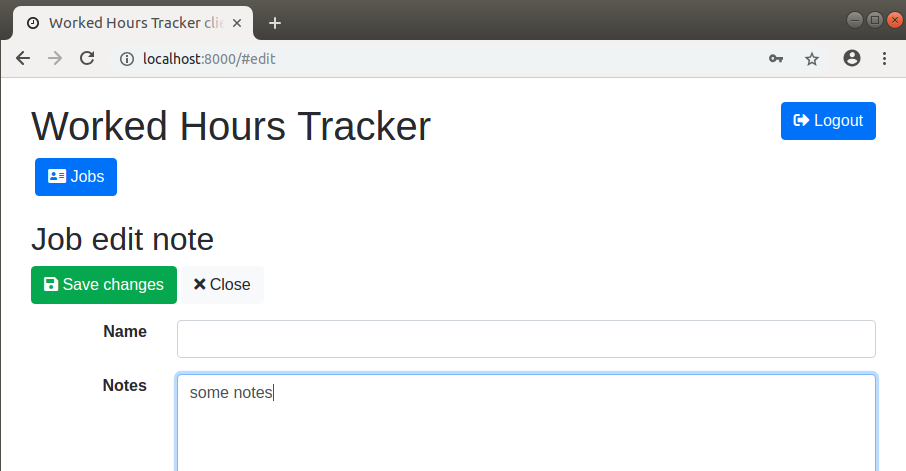 Worked Hours Tracker clie
localhost:8000/#edit
Worked Hours Tracker
Logout
Jobs
Job edit note
Save changes
Close
Name
Notes
some notes